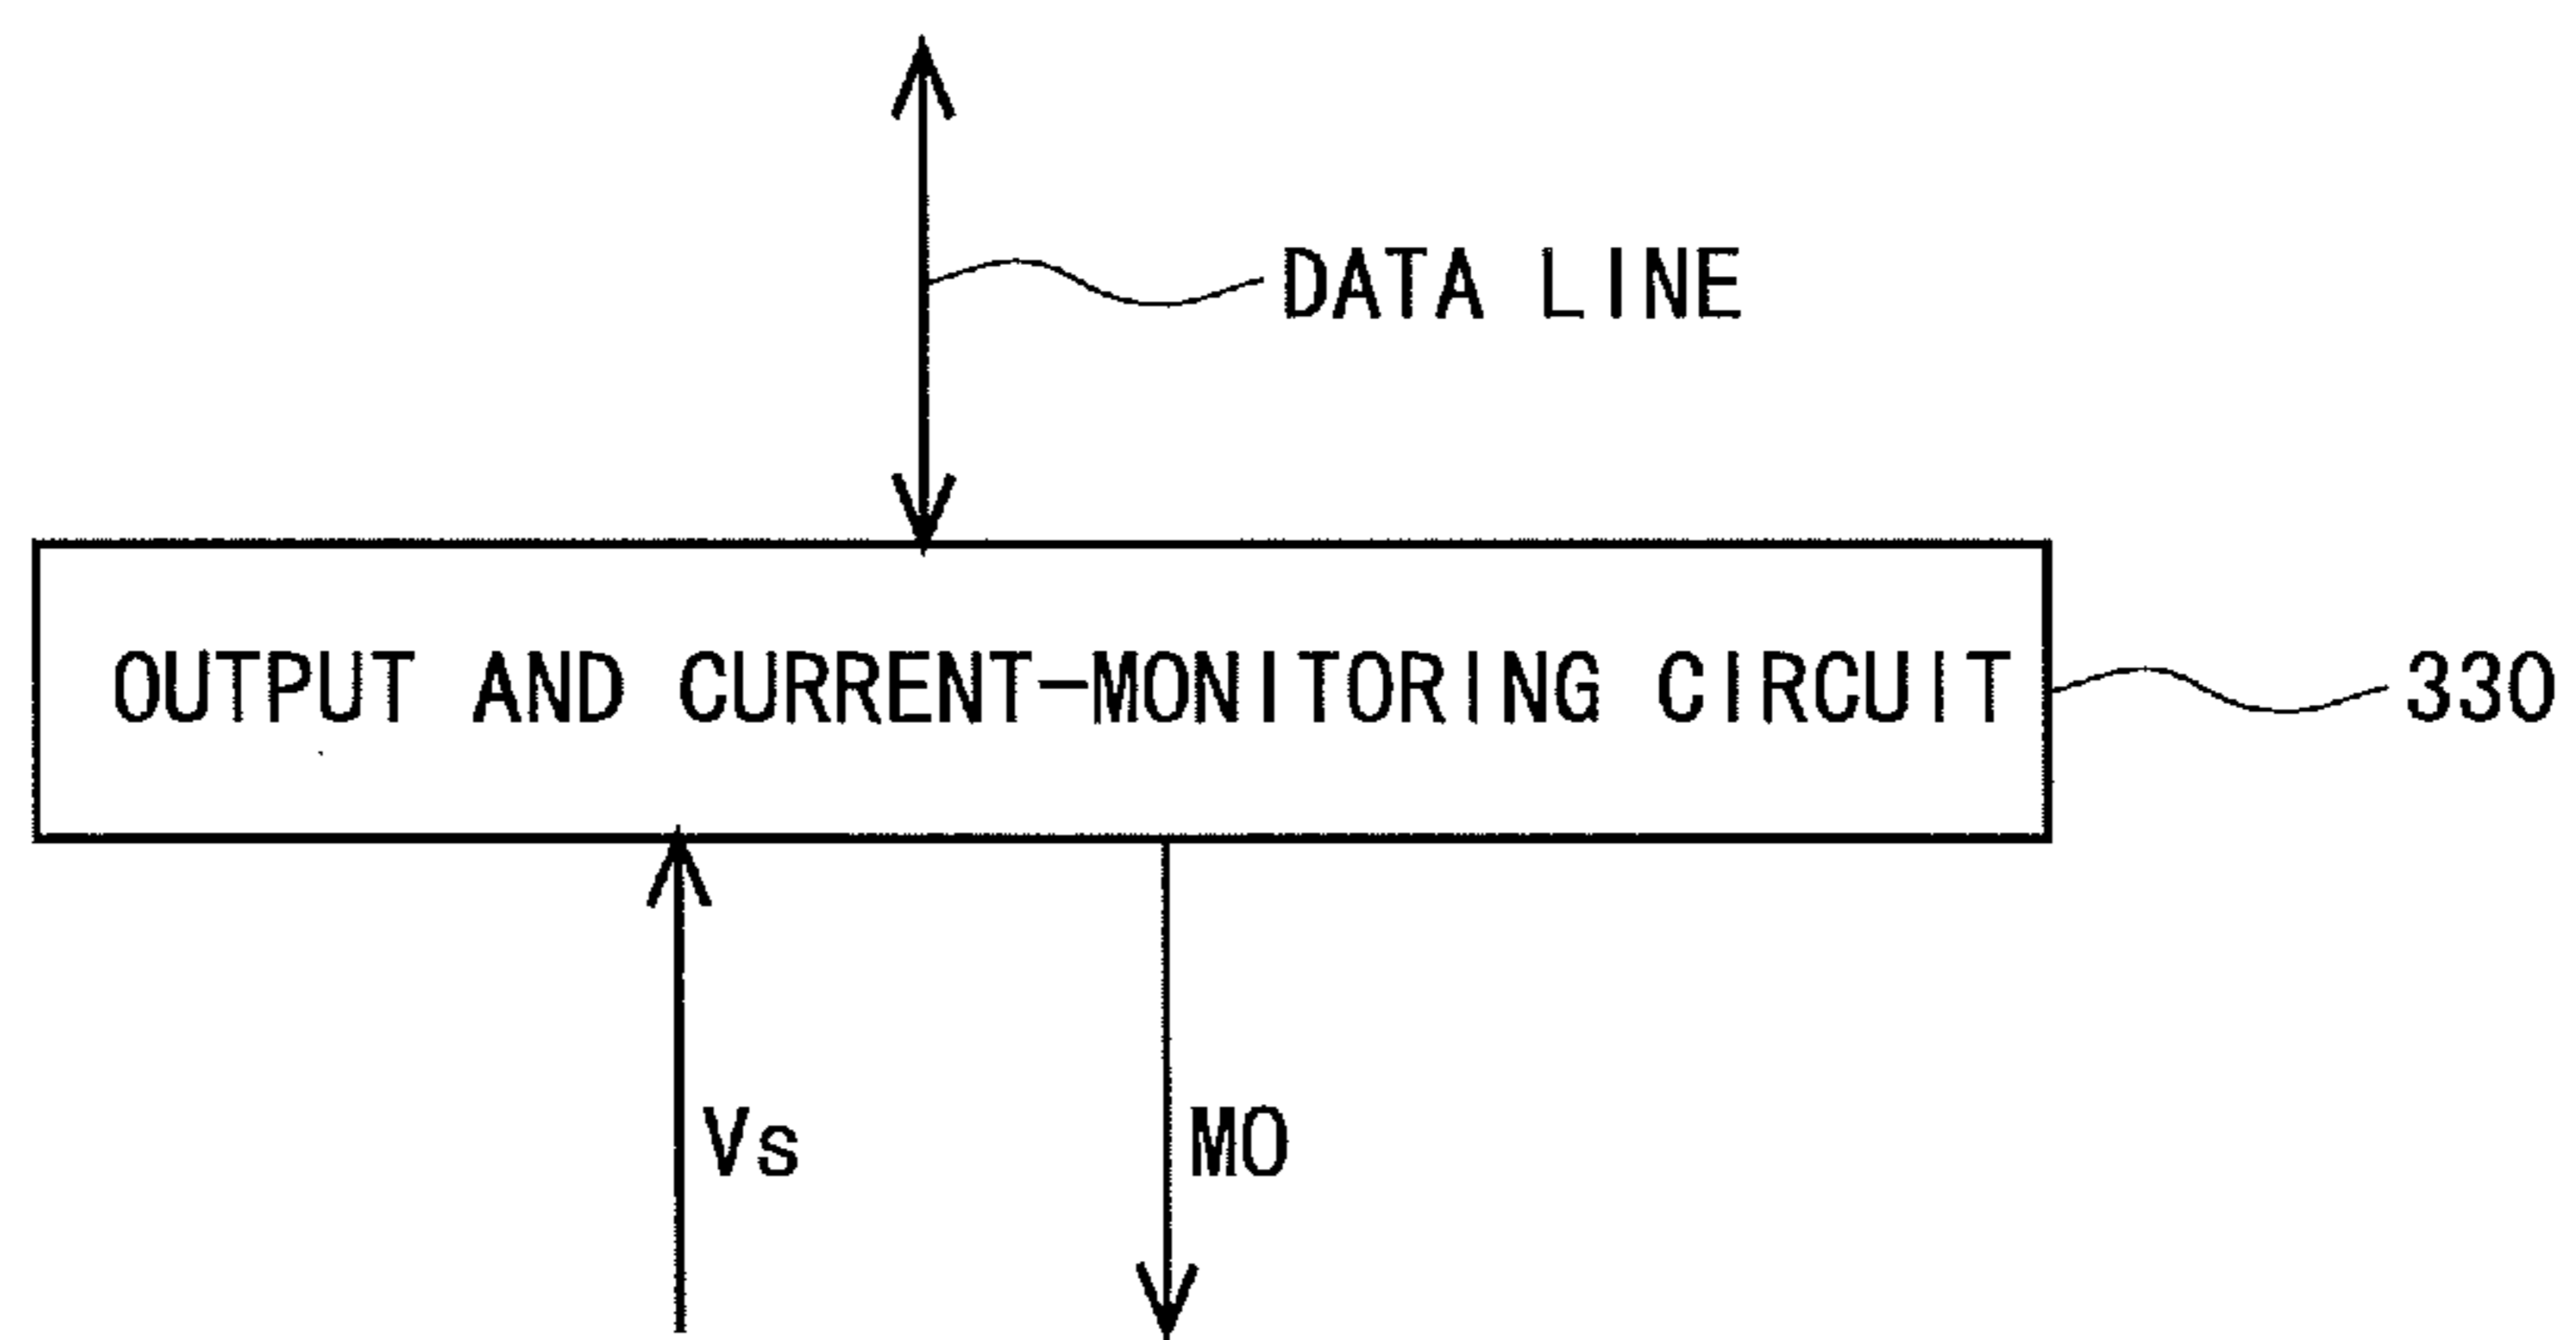 DATA LINE
OUTPUT AND CURRENT-MONITORING CIRCUIT
330
Vs
MO